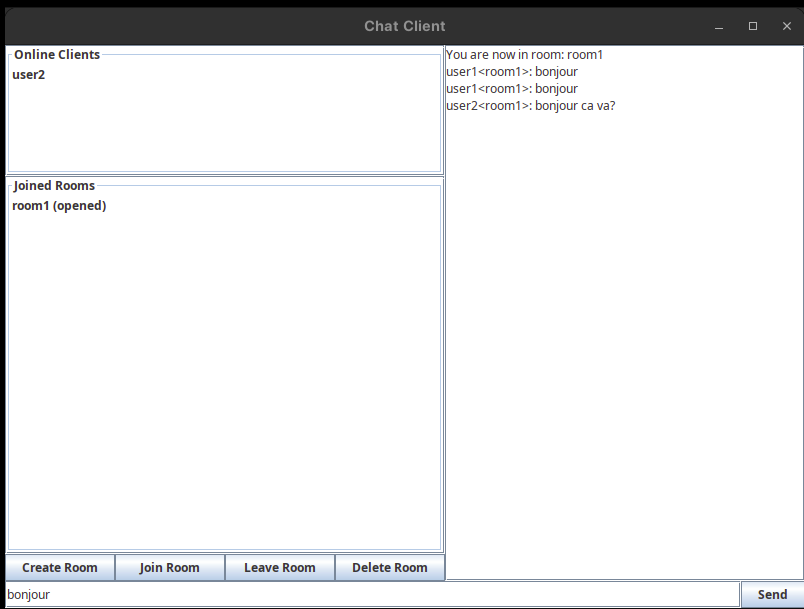 Chat Client
Online Clients
user2
Joined Rooms
room1 (opened)
You are now in room: room1
user1<room1>: bonjour
user1<room1>: bonjour
user2<room1>: bonjour ca va?
Create Room
Join Room
Leave Room
Delete Room
bonjour
Send